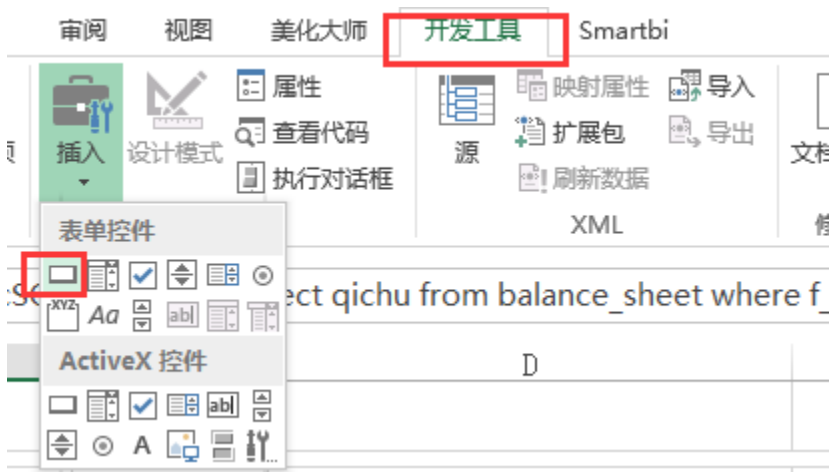 审阅 视图 美化大师 开发工具 Smartbi
属性 映射属性 导入
插入 设计模式 查看代码 源 扩展包 导出
执行对话框 刷新数据
XML
表单控件
XYZ Aa ab|
ect qichu from balance_sheet where f_
ActiveX 控件
D
ab|
A